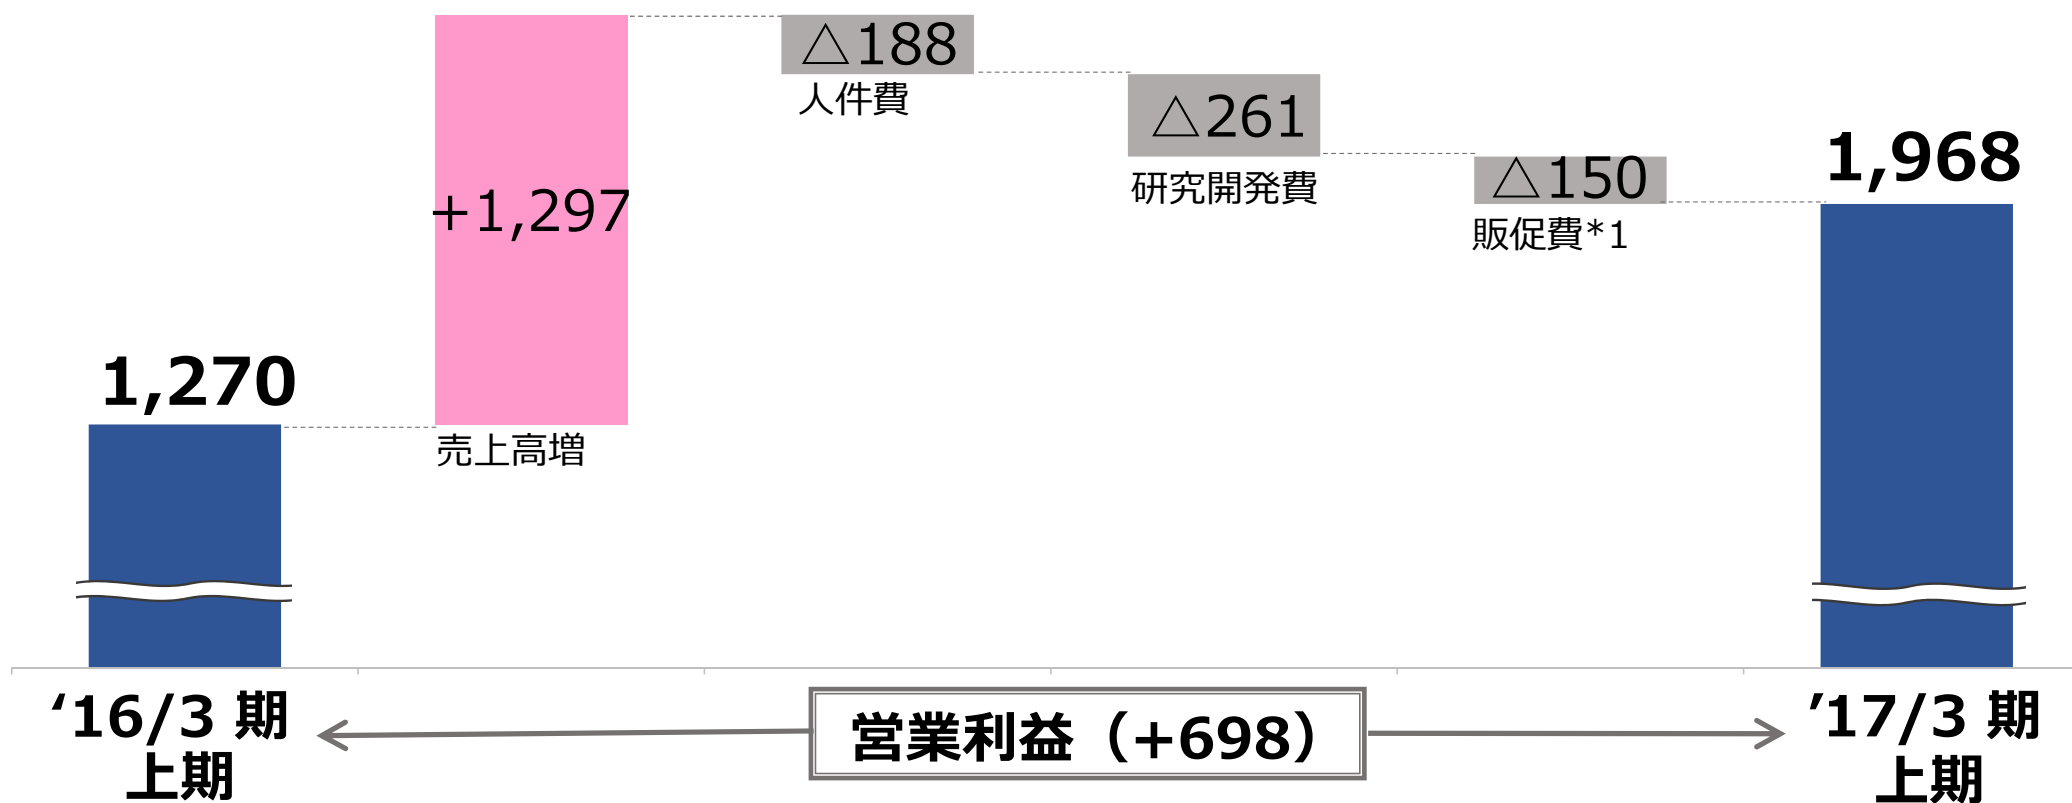 1,270
+1,297
売上高増
△188
人件費
△261
研究開発費
△150
販促費*1
1,968
‘16/3 期
上期
営業利益（+698）
’17/3 期
上期